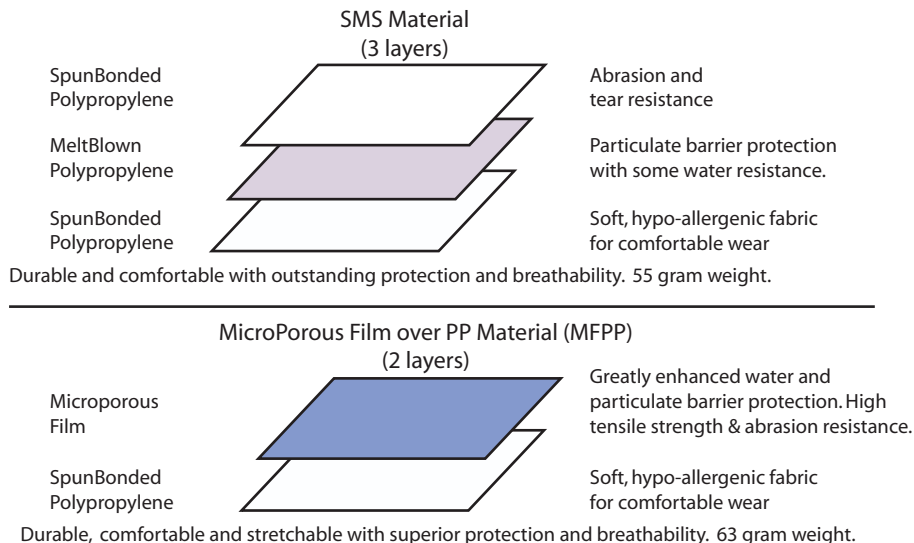 SMS Material
(3 layers)
SpunBonded
Polypropylene
Abrasion and
tear resistance
MeltBlown
Polypropylene
Particulate barrier protection
with some water resistance.
SpunBonded
Polypropylene
Soft, hypo-allergenic fabric
for comfortable wear
Durable and comfortable with outstanding protection and breathability. 55 gram weight.
MicroPorous Film over PP Material (MFPP)
(2 layers)
Microporous
Film
Greatly enhanced water and
particulate barrier protection. High
tensile strength & abrasion resistance.
SpunBonded
Polypropylene
Soft, hypo-allergenic fabric
for comfortable wear
Durable, comfortable and stretchable with superior protection and breathability. 63 gram weight.